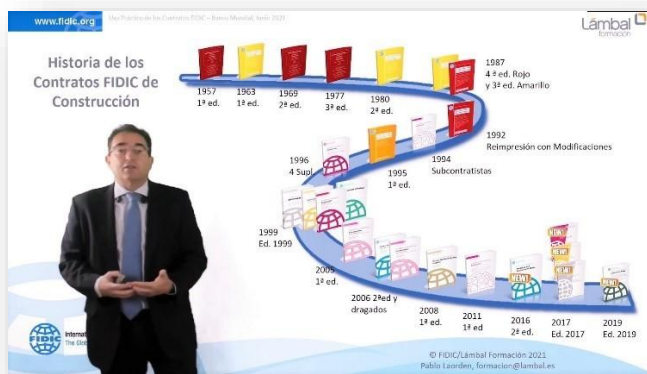 www.fidic.org
Uso Práctico de los Contratos FIDIC – Banco Mundial, Junio 2021
Lámbal
formación
Historia de los
Contratos FIDIC de
Construcción
1957
1ª ed.
1963
1ª ed.
1969
2ª ed.
1977
3ª ed.
1980
2ª ed.
1987
4 ª ed. Rojo
y 3ª ed. Amarillo
1992
Reimpresión con Modificaciones
1994
Subcontratistas
1995
1ª ed.
1996
4 Supl.
1999
Ed. 1999
2005
1ª ed.
2006 2ªed y
dragados
2008
1ª ed.
2011
1ª ed
2016
2ª ed.
2017
Ed. 2017
2019
Ed. 2019
NEW!
NEW!
NEW!
FIDIC
© FIDIC/Lámbal Formación 2021
Pablo Laorden, formacion@lambal.es